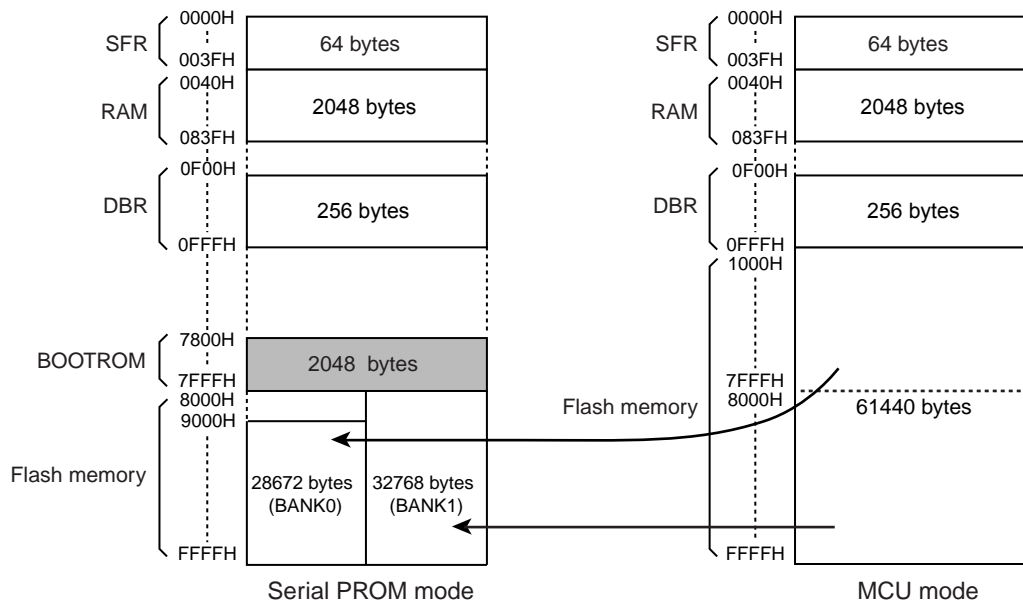 0000H
SFR
64 bytes
003FH
0040H
RAM
2048 bytes
083FH
0F00H
DBR
256 bytes
0FFFH
7800H
BOOTROM
2048 bytes
7FFFH
8000H
9000H
Flash memory
28672 bytes
(BANK0)
32768 bytes
(BANK1)
FFFFH
Serial PROM mode
0000H
SFR
64 bytes
003FH
0040H
RAM
2048 bytes
083FH
0F00H
DBR
256 bytes
0FFFH
1000H
7FFFH
8000H
Flash memory
61440 bytes
FFFFH
MCU mode